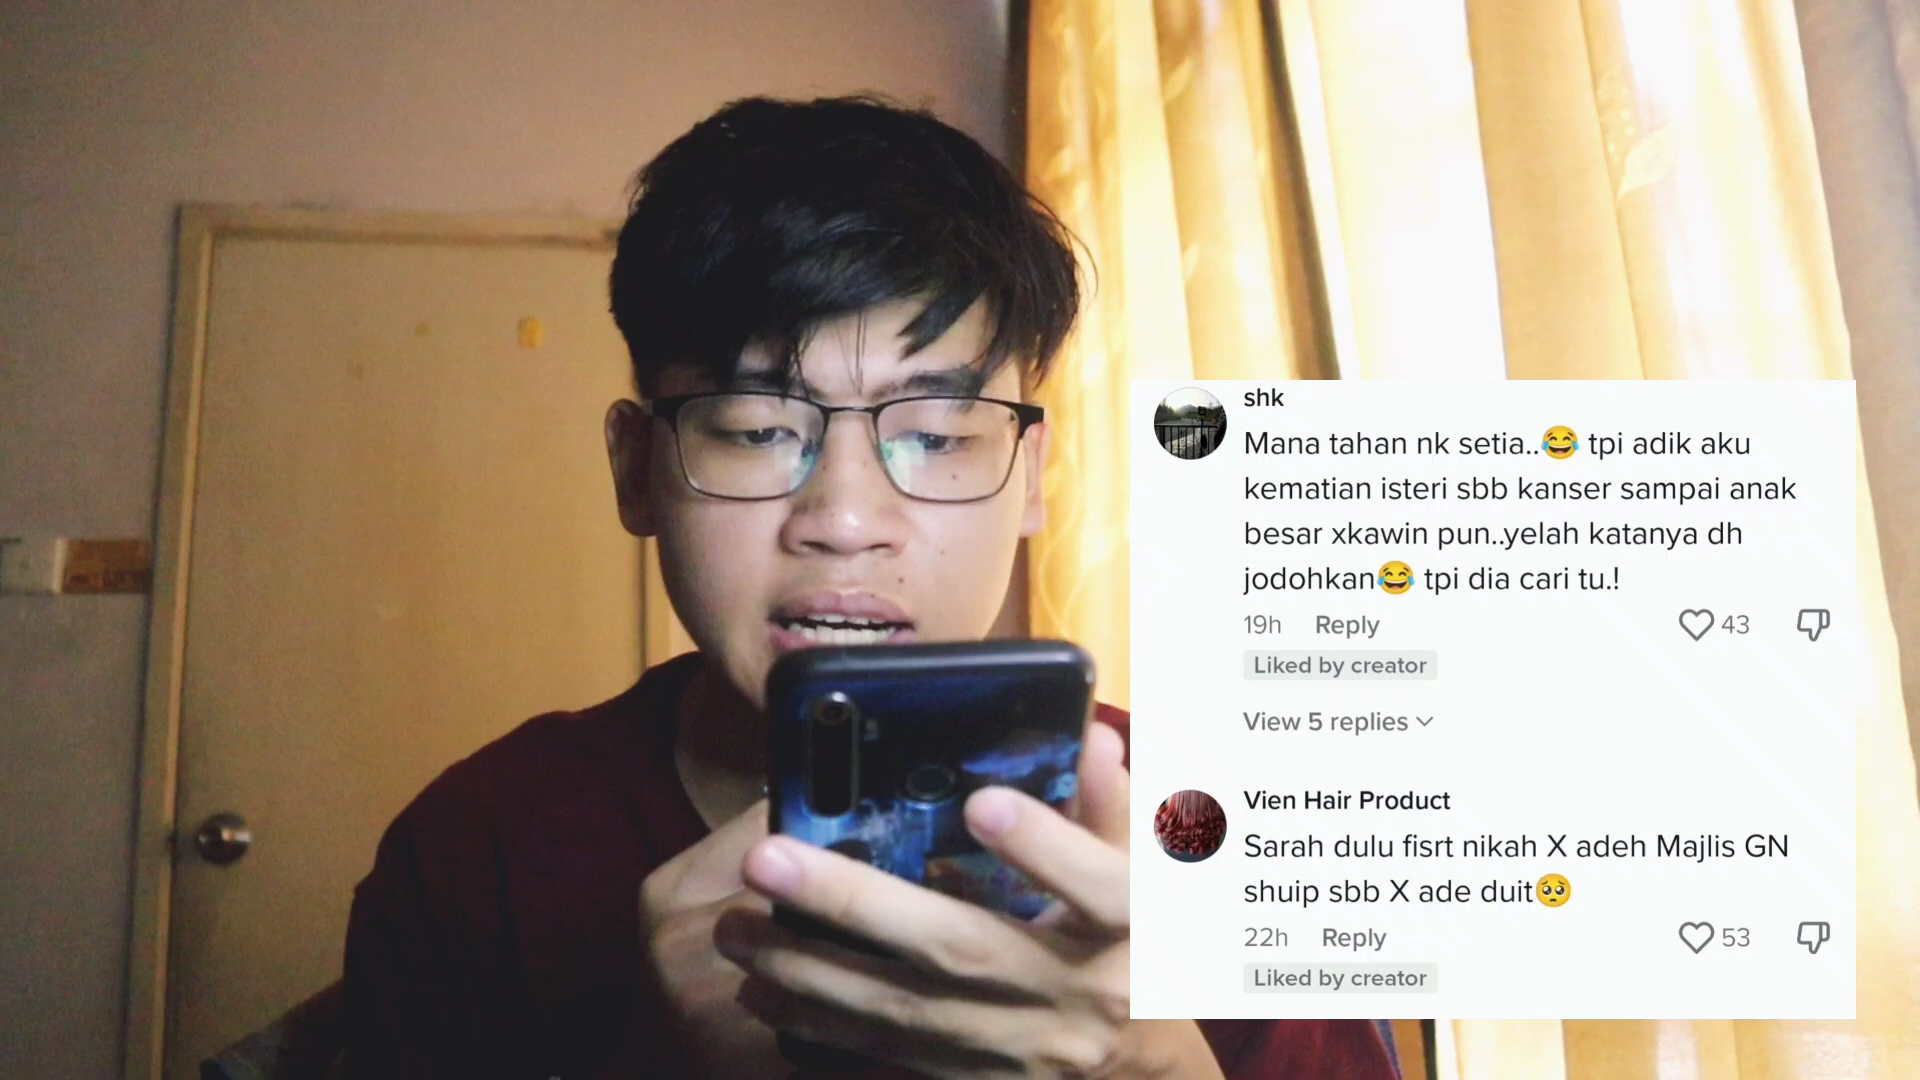 shk
Mana tahan nk setia..😂 tpi adik aku
kematian isteri sbb kanser sampai anak
besar xkawin pun..yelah katanya dh
jodohkan😂 tpi dia cari tu.!
19h Reply 43
Liked by creator
View 5 replies
Vien Hair Product
Sarah dulu fisrt nikah X adeh Majlis GN
shuip sbb X ade duit🥺
22h Reply 53
Liked by creator